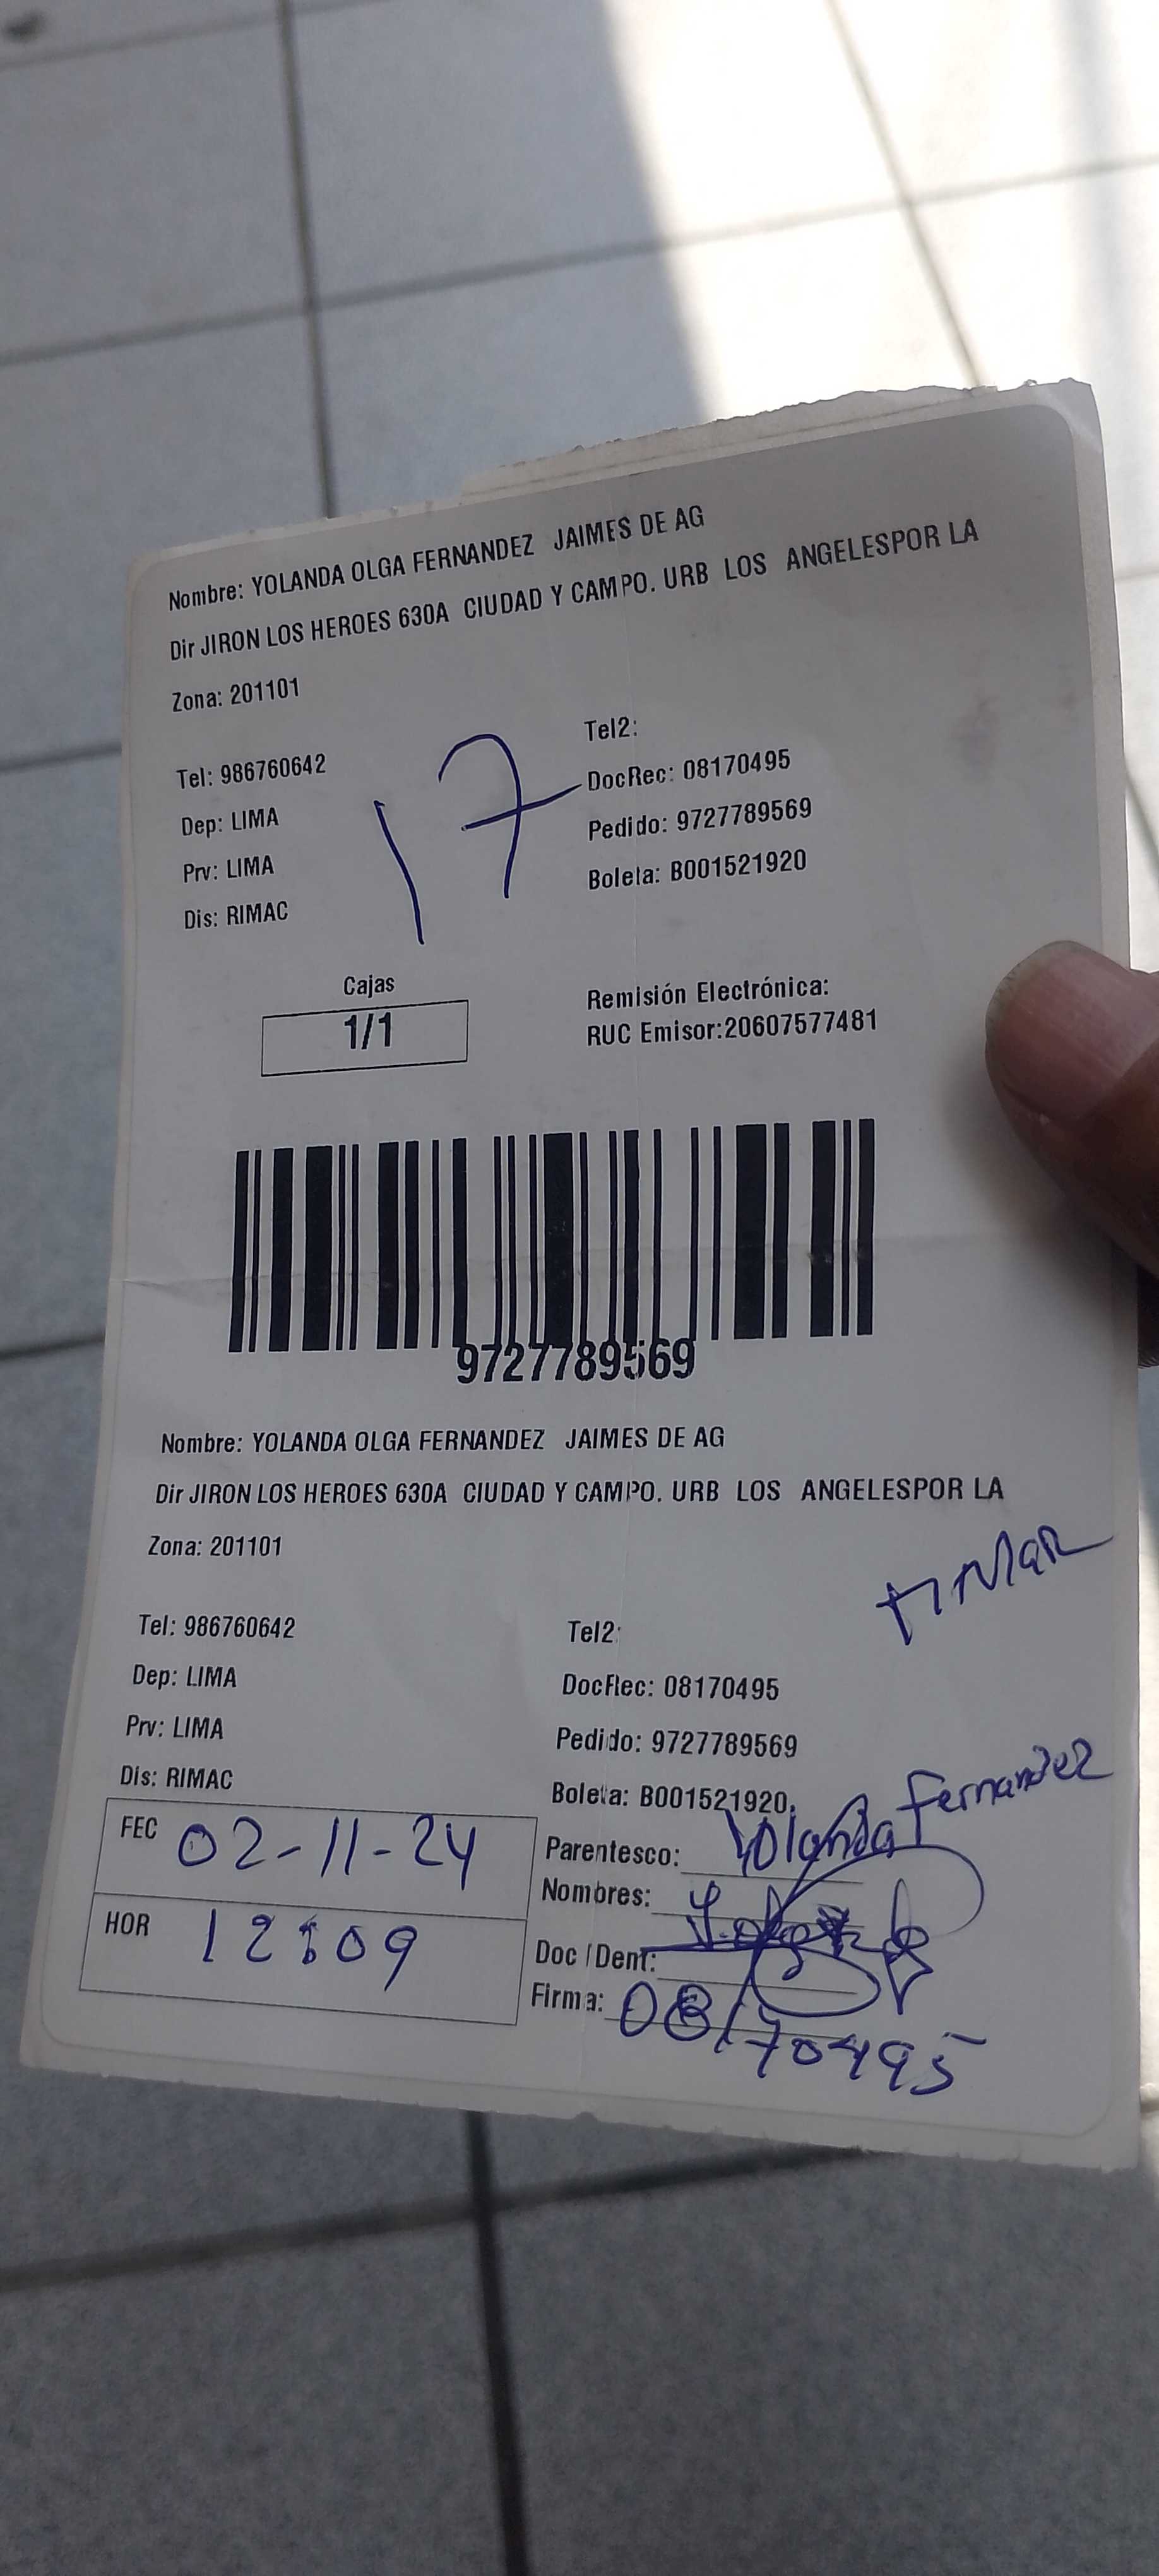 Nombre: YOLANDA OLGA FERNANDEZ JAIMES DE AG
Dir JIRON LOS HEROES 630A CIUDAD Y CAMPO. URB LOS ANGELESPOR LA
Zona: 201101
Tel: 986760642
Tel2:
Dep: LIMA
DocRec: 08170495
Prv: LIMA
Pedido: 9727789569
Dis: RIMAC
Boleta: B001521920
17
Cajas
1/1
Remisión Electrónica:
RUC Emisor:20607577481
9727789569
Nombre: YOLANDA OLGA FERNANDEZ JAIMES DE AG
Dir JIRON LOS HEROES 630A CIUDAD Y CAMPO. URB LOS ANGELESPOR LA
Zona: 201101
Tel: 986760642
Tel2:
Dep: LIMA
DocRec: 08170495
Prv: LIMA
Pedido: 9727789569
Dis: RIMAC
Boleta: B001521920
FEC 02-11-24
Parentesco: Yolanda Fernandez
Nombres:
HOR 12:09
Doc /Dent:
Firma: 08170495